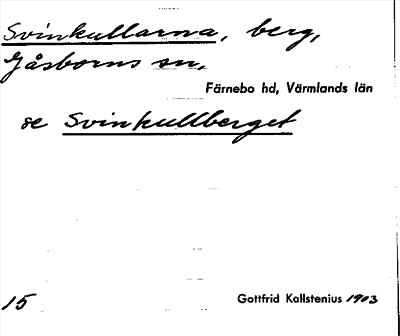 Svinkullarna, berg,
Gåsborns sn.
Färnebo hd, Värmlands län
se Svinkullberget
15
Gottfrid Kallstenius 1903